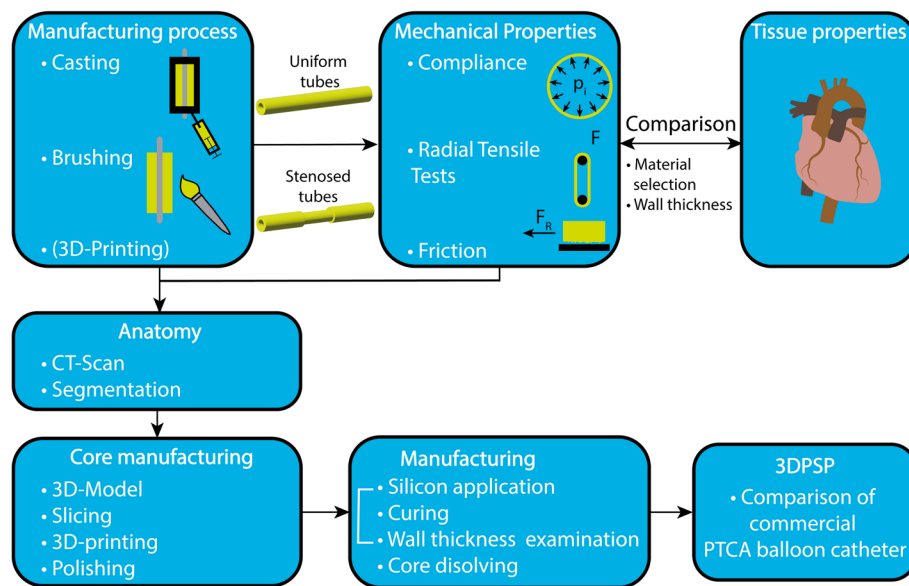 Manufacturing process
• Casting
• Brushing
• (3D-Printing)
Uniform
tubes
Stenosed
tubes
Mechanical Properties
• Compliance
p i
• Radial Tensile
Tests
F
F R
• Friction
Comparison
• Material
selection
• Wall thickness
Tissue properties
Anatomy
• CT-Scan
• Segmentation
Core manufacturing
• 3D-Model
• Slicing
• 3D-printing
• Polishing
Manufacturing
• Silicon application
• Curing
• Wall thickness examination
• Core disolving
3DPSP
• Comparison of
commercial
PTCA balloon catheter